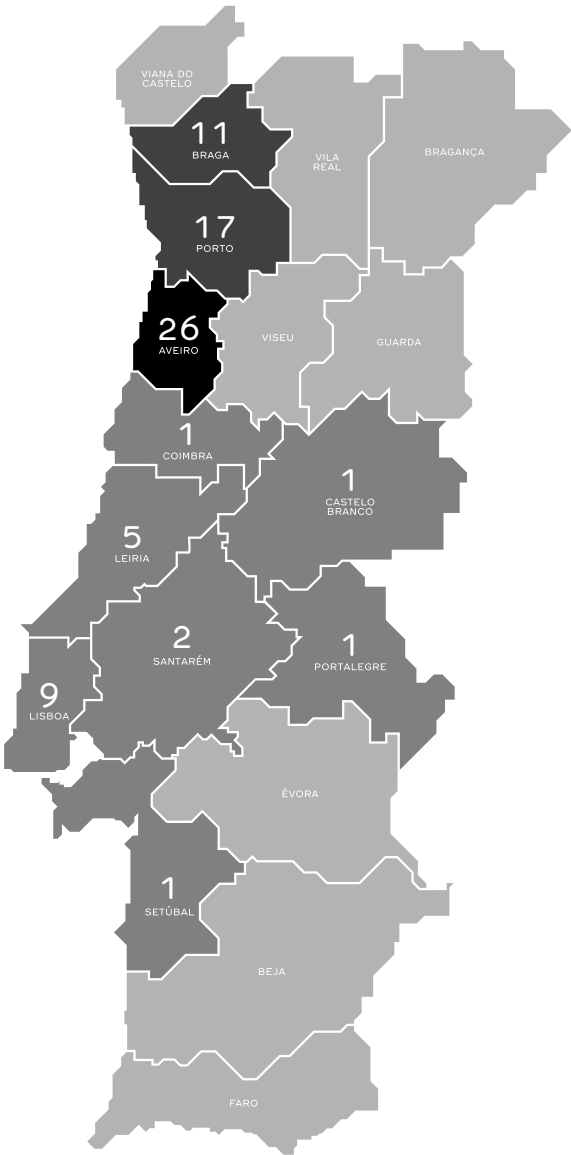 VIANA DO
CASTELO
11
BRAGA
VILA
REAL
BRAGANÇA
17
PORTO
26
AVEIRO
VISEU
GUARDA
1
COIMBRA
1
CASTELO
BRANCO
5
LEIRIA
2
SANTARÉM
1
PORTALEGRE
9
LISBOA
ÉVORA
1
SETÚBAL
BEJA
FARO